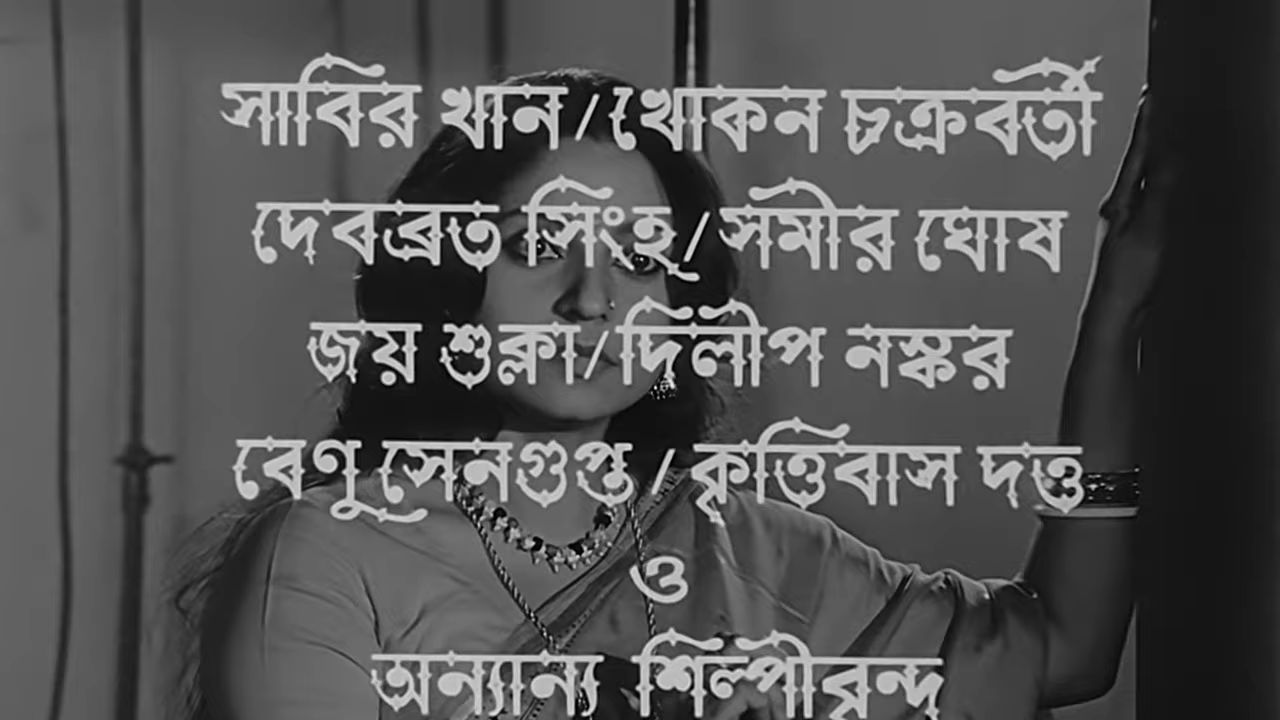 সাবির খান/খোকন চক্রবর্তী
দেবব্রত সিংহ/সমীর ঘোষ
জয় শুক্লা/দিলীপ নস্কর
বেণু সেনগুপ্ত / কৃত্তিবাস দত্ত
ও
অন্যান্য শিল্পীবৃন্দ